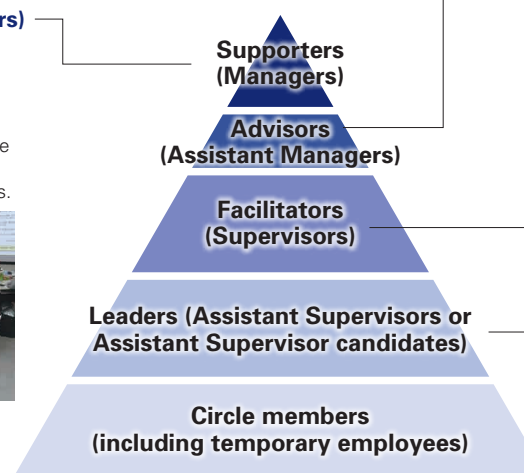 rs)
Supporters
(Managers)
Advisors
(Assistant Managers)
e
s.
Facilitators
(Supervisors)
Leaders (Assistant Supervisors or
Assistant Supervisor candidates)
Circle members
(including temporary employees)